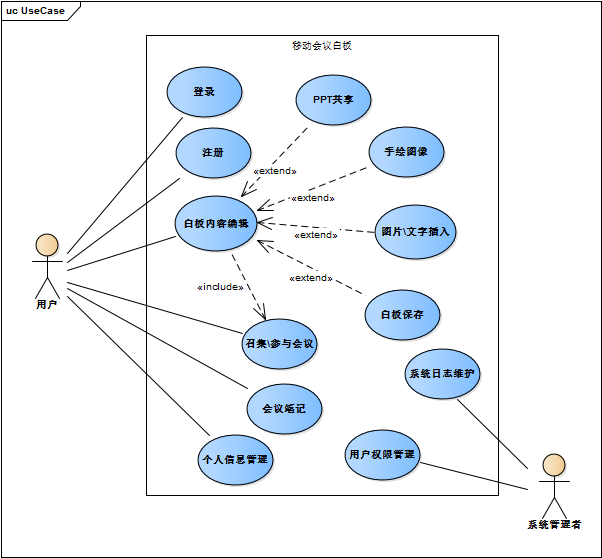 uc UseCase
移动会议白板
登录
PPT共享
注册
手绘图像
«extend»
«extend»
白板内容编辑
图片\文字插入
«extend»
用户
«extend»
«include»
白板保存
召集\参与会议
系统日志维护
会议笔记
个人信息管理
用户权限管理
系统管理者